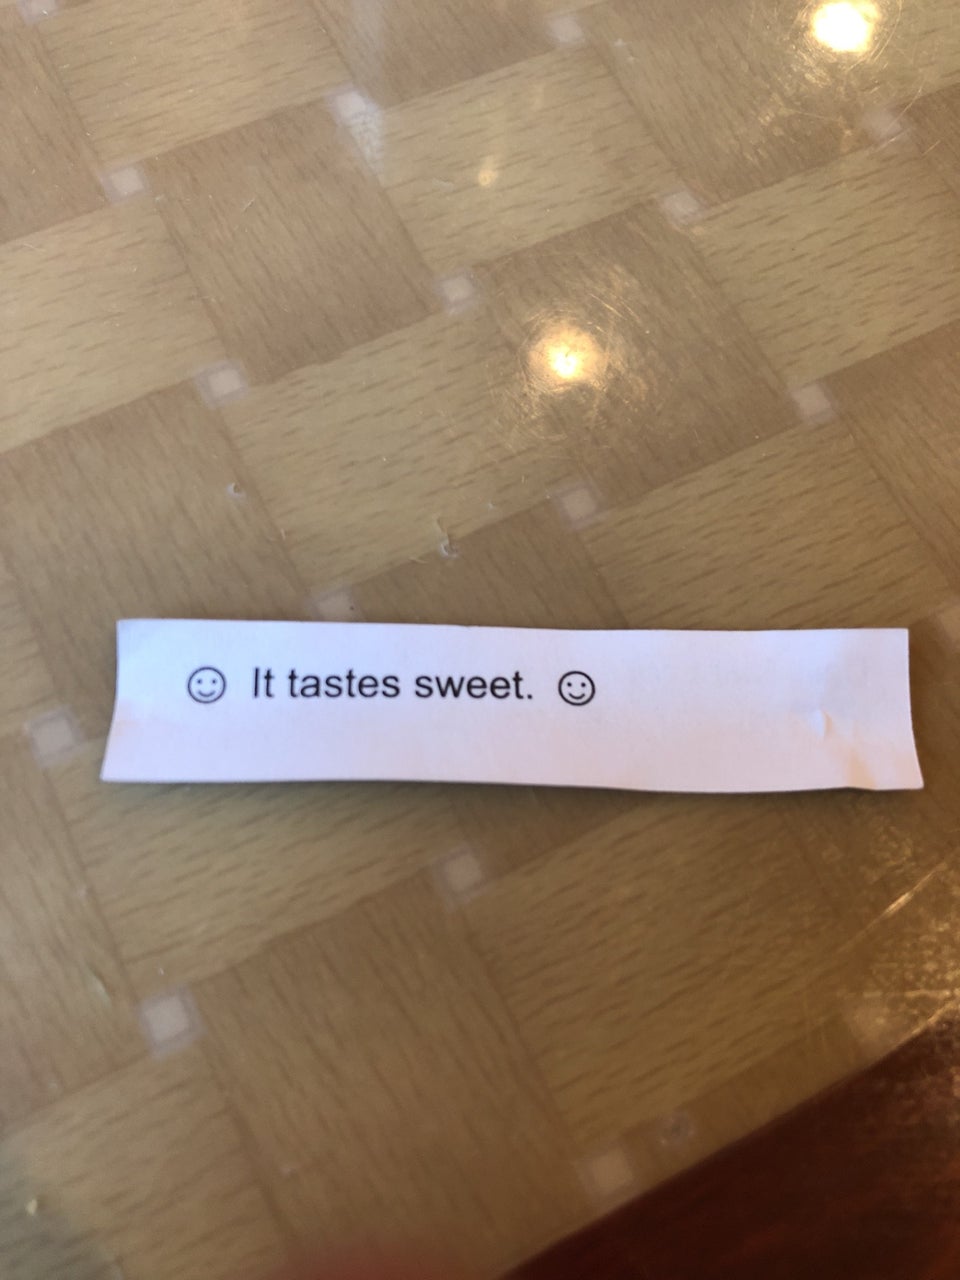 ☺ It tastes sweet. ☺